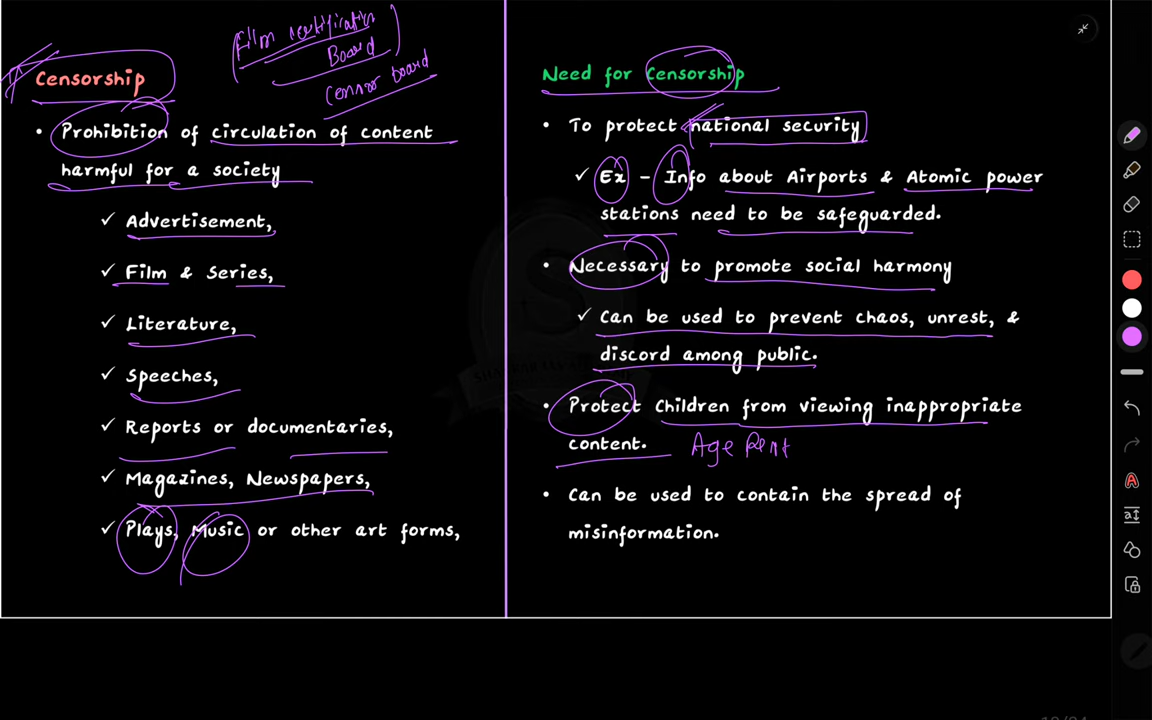 Film certification
Board
Censor board
Censorship
• Prohibition of circulation of content
harmful for a society
✓ Advertisement,
✓ Film & Series,
✓ Literature,
✓ Speeches,
✓ Reports or documentaries,
✓ Magazines, Newspapers,
✓ Plays, Music or other art forms,
Need for Censorship
• To protect national security
✓ Ex - Info about Airports & Atomic power
stations need to be safeguarded.
• Necessary to promote social harmony
✓ Can be used to prevent chaos, unrest, &
discord among public.
• Protect Children from viewing inappropriate
content. Age
• Can be used to contain the spread of
misinformation.